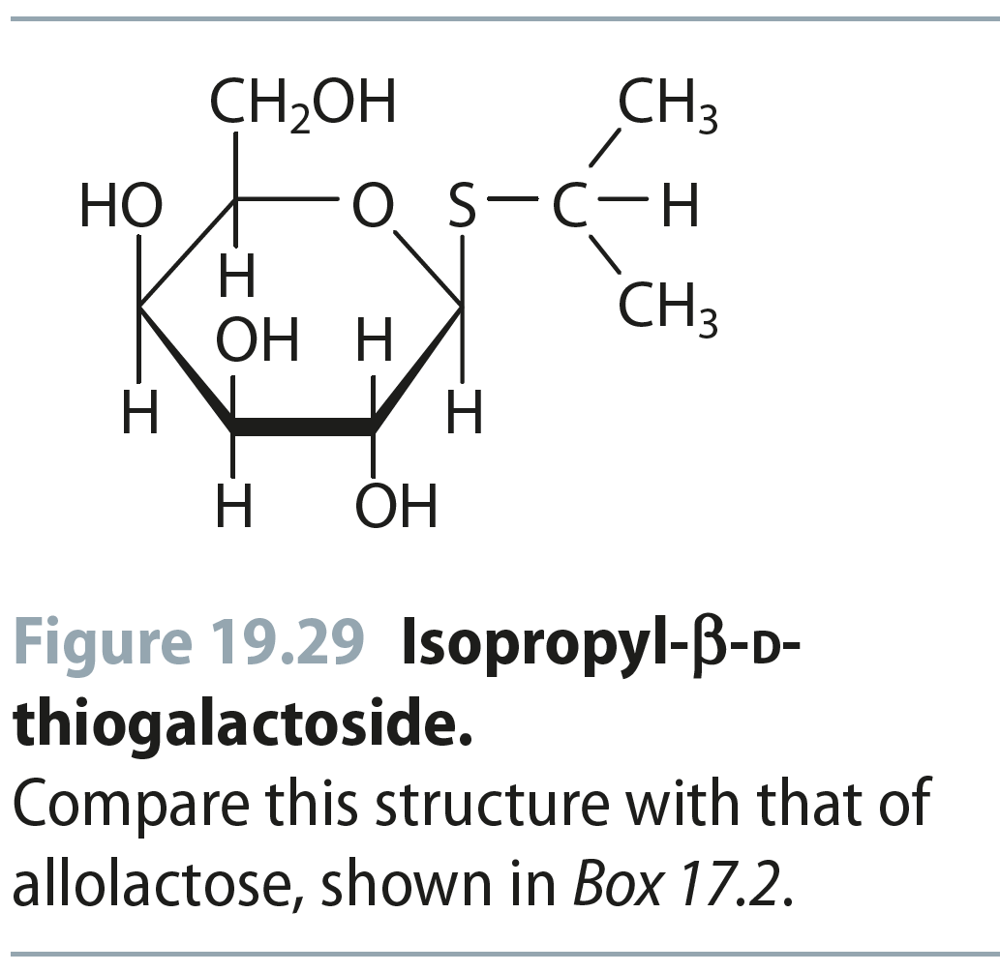 CH₂OH CH₃
HO O S C H
H
CH₃
OH H
H H
H OH
Figure 19.29 Isopropyl-β-D-
thiogalactoside.
Compare this structure with that of
allolactose, shown in Box 17.2.